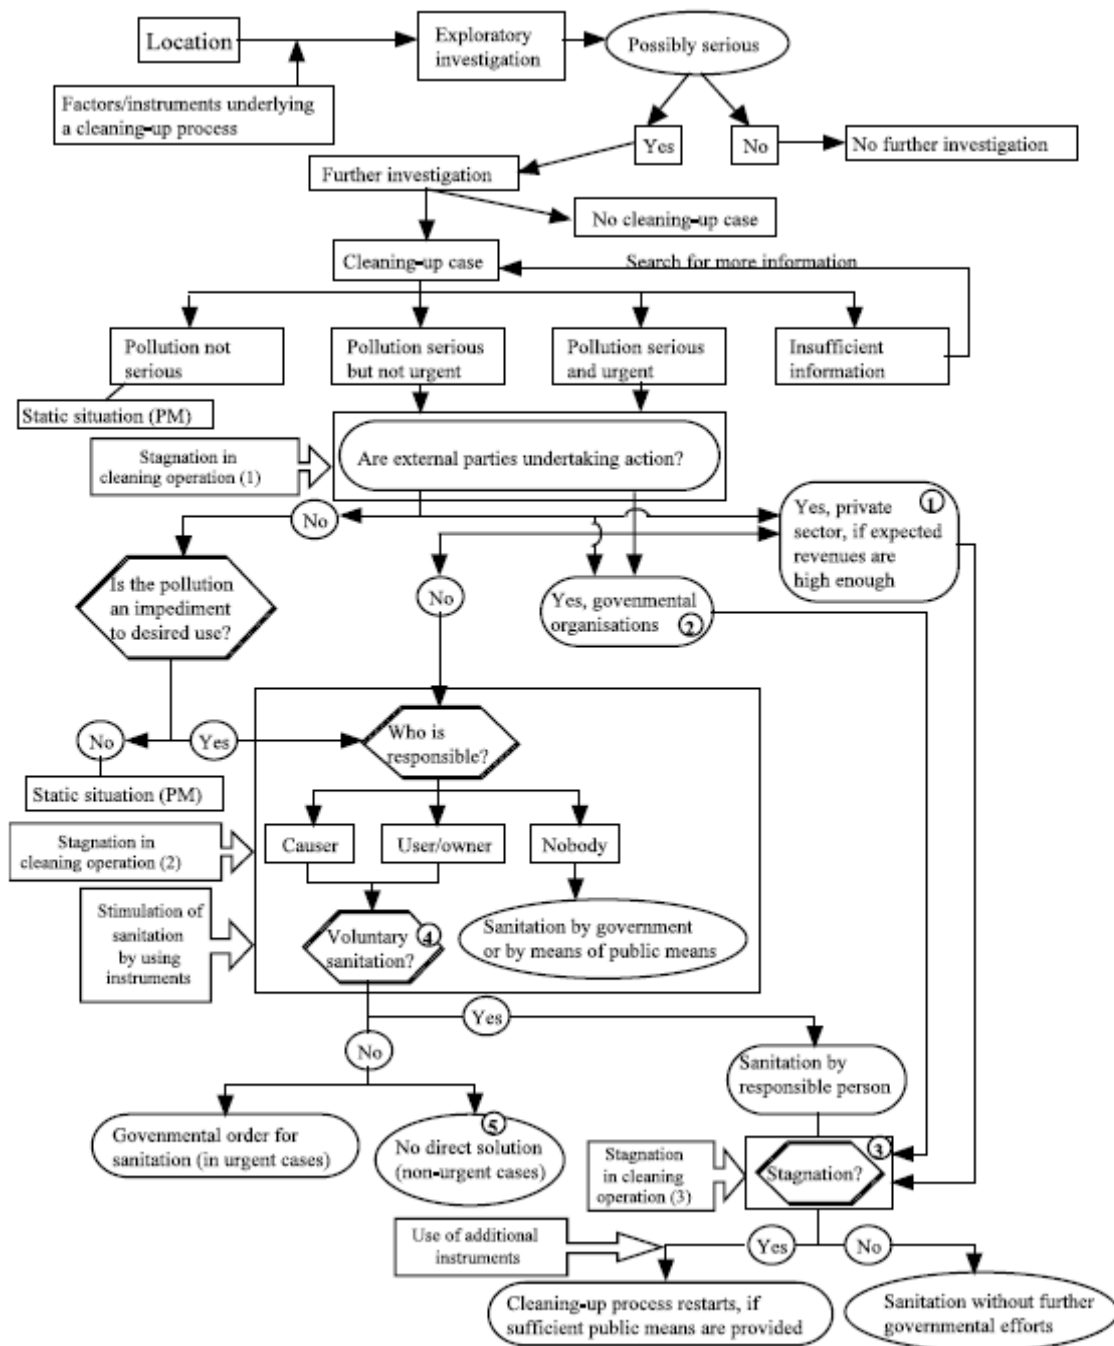 Location
Exploratory
investigation
Possibly serious
Factors/instruments underlying
a cleaning-up process
Yes
No
No further investigation
Further investigation
No cleaning-up case
Cleaning-up case
Search for more information
Pollution not
serious
Pollution serious
but not urgent
Pollution serious
and urgent
Insufficient
information
Static situation (PM)
Stagnation in
cleaning operation (1)
Are external parties undertaking action?
No
Yes, private
sector, if expected
revenues are
high enough
1
Is the pollution
an impediment
to desired use?
No
Yes, govenmental
organisations
2
No
Yes
Who is
responsible?
Static situation (PM)
Stagnation in
cleaning operation (2)
Causer
User/owner
Nobody
Stimulation of
sanitation
by using
instruments
Voluntary
sanitation?
4
Sanitation by government
or by means of public means
Yes
No
Sanitation by
responsible person
Govenmental order for
sanitation (in urgent cases)
5
No direct solution
(non-urgent cases)
Stagnation
in cleaning
operation (3)
3
Stagnation?
Use of additional
instruments
Yes
No
Cleaning-up process restarts, if
sufficient public means are provided
Sanitation without further
governmental efforts